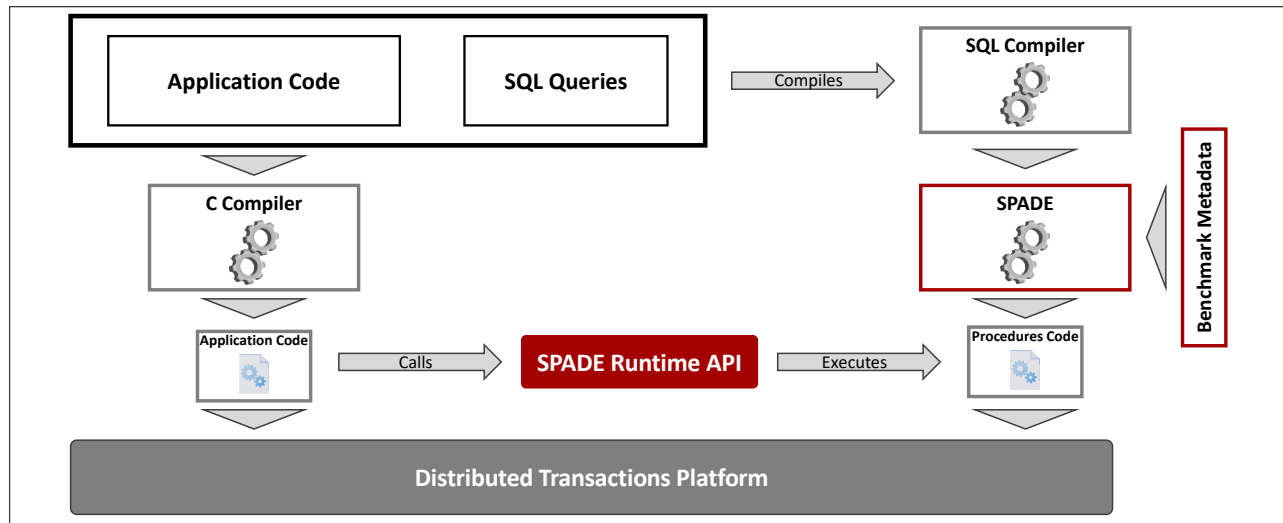 Application Code
SQL Queries
Compiles
SQL Compiler
C Compiler
SPADE
Benchmark Metadata
Application Code
Calls
SPADE Runtime API
Executes
Procedures Code
Distributed Transactions Platform